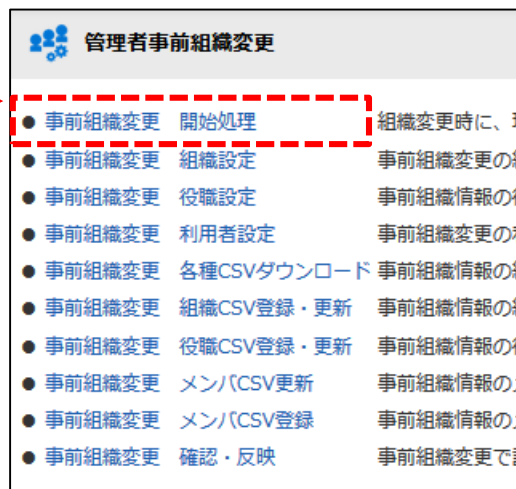 管理者事前組織変更
● 事前組織変更　開始処理　組織変更時に、
● 事前組織変更　組織設定　事前組織変更の
● 事前組織変更　役職設定　事前組織情報の
● 事前組織変更　利用者設定　事前組織変更の
● 事前組織変更　各種CSVダウンロード 事前組織情報の
● 事前組織変更　組織CSV登録・更新　事前組織情報の
● 事前組織変更　役職CSV登録・更新　事前組織情報の
● 事前組織変更　メンバCSV更新　事前組織情報の
● 事前組織変更　メンバCSV登録　事前組織情報の
● 事前組織変更　確認・反映　事前組織変更で